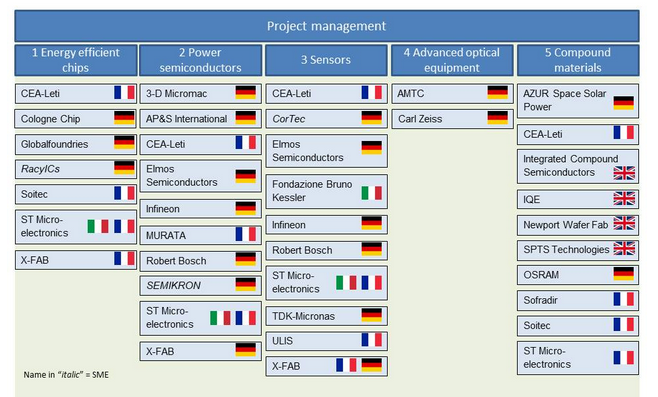 Project management
1 Energy efficient
chips
CEA-Leti
Cologne Chip
Globalfoundries
RacyICs
Soitec
ST Micro-
electronics
X-FAB
2 Power
semiconductors
3-D Micromac
AP&S International
CEA-Leti
Elmos
Semiconductors
Infineon
MURATA
Robert Bosch
SEMIKRON
ST Micro-
electronics
X-FAB
3 Sensors
CEA-Leti
CorTec
Elmos
Semiconductors
Fondazione Bruno
Kessler
Infineon
Robert Bosch
ST Micro-
electronics
TDK-Micronas
ULIS
X-FAB
4 Advanced optical
equipment
AMTC
Carl Zeiss
5 Compound
materials
AZUR Space Solar
Power
CEA-Leti
Integrated Compound
Semiconductors
IQE
Newport Wafer Fab
SPTS Technologies
OSRAM
Sofradir
Soitec
ST Micro-
electronics
Name in "italic" = SME